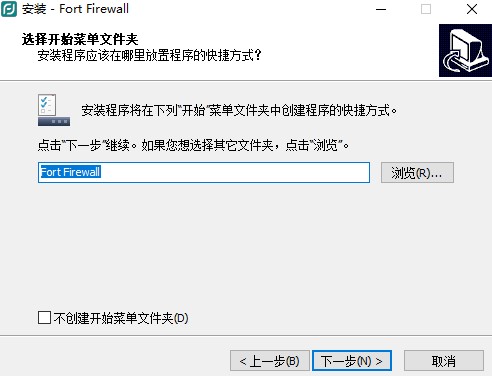 安装 - Fort Firewall
选择开始菜单文件夹
安装程序应该在哪里放置程序的快捷方式?
安装程序将在下列“开始”菜单文件夹中创建程序的快捷方式。
点击“下一步”继续。如果您想选择其它文件夹，点击“浏览”。
Fort Firewall
浏览(R)...
不创建开始菜单文件夹(D)
< 上一步(B)
下一步(N) >
取消